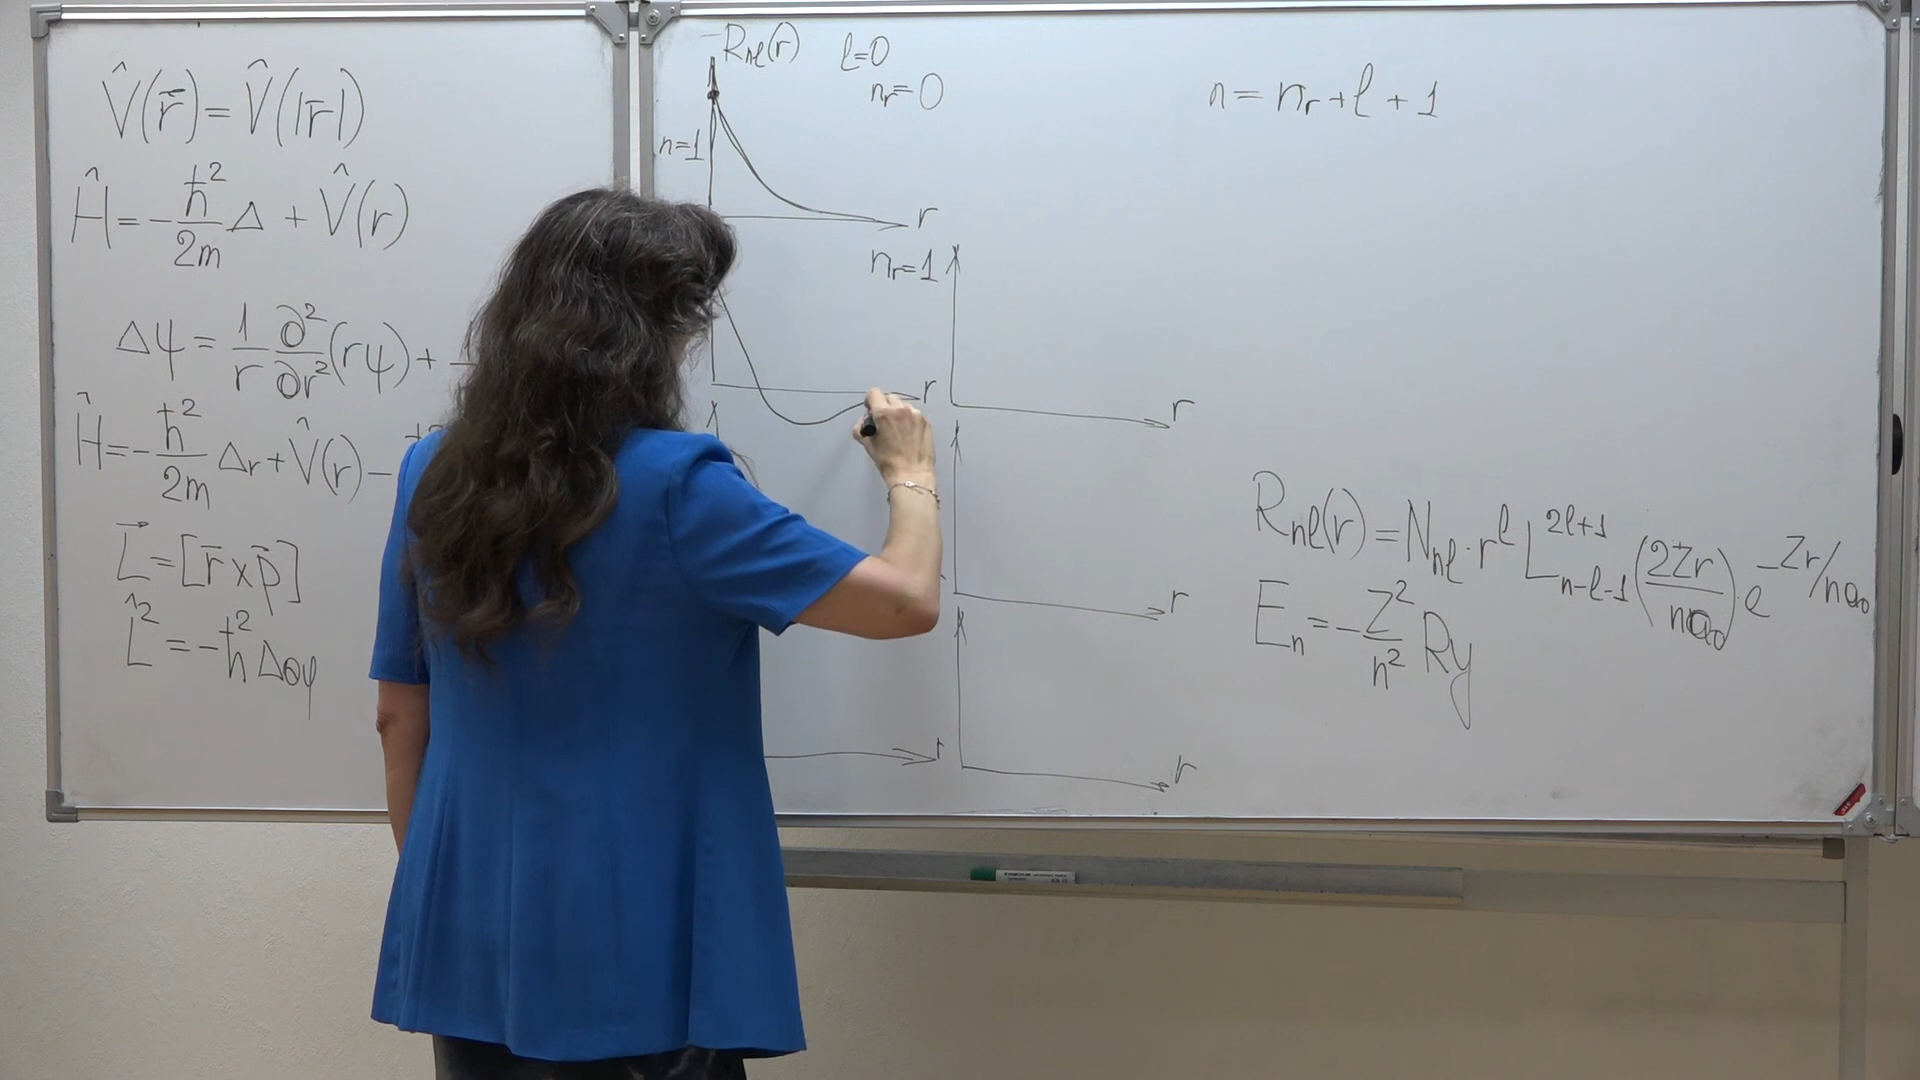 V̂(r̄) = V̂(|r̄|)
Ĥ = -ħ²/2m Δ + V̂(r)
Δψ = 1/r ∂²/∂r² (rψ) +
Ĥ = -ħ²/2m Δr + V̂(r) -
L⃗ = [r̄ × p̄]
L̂² = -ħ² Δθφ
Rnl(r) l=0
nr=0
n=1
r
nr=1
r
r
r
r
r
n = nr + l + 1
Rnl(r) = Nnl · r^l L^{2l+1}_{n-l-1} (2Zr/na₀) · e^{-Zr/na₀}
En = -Z²/n² Ry